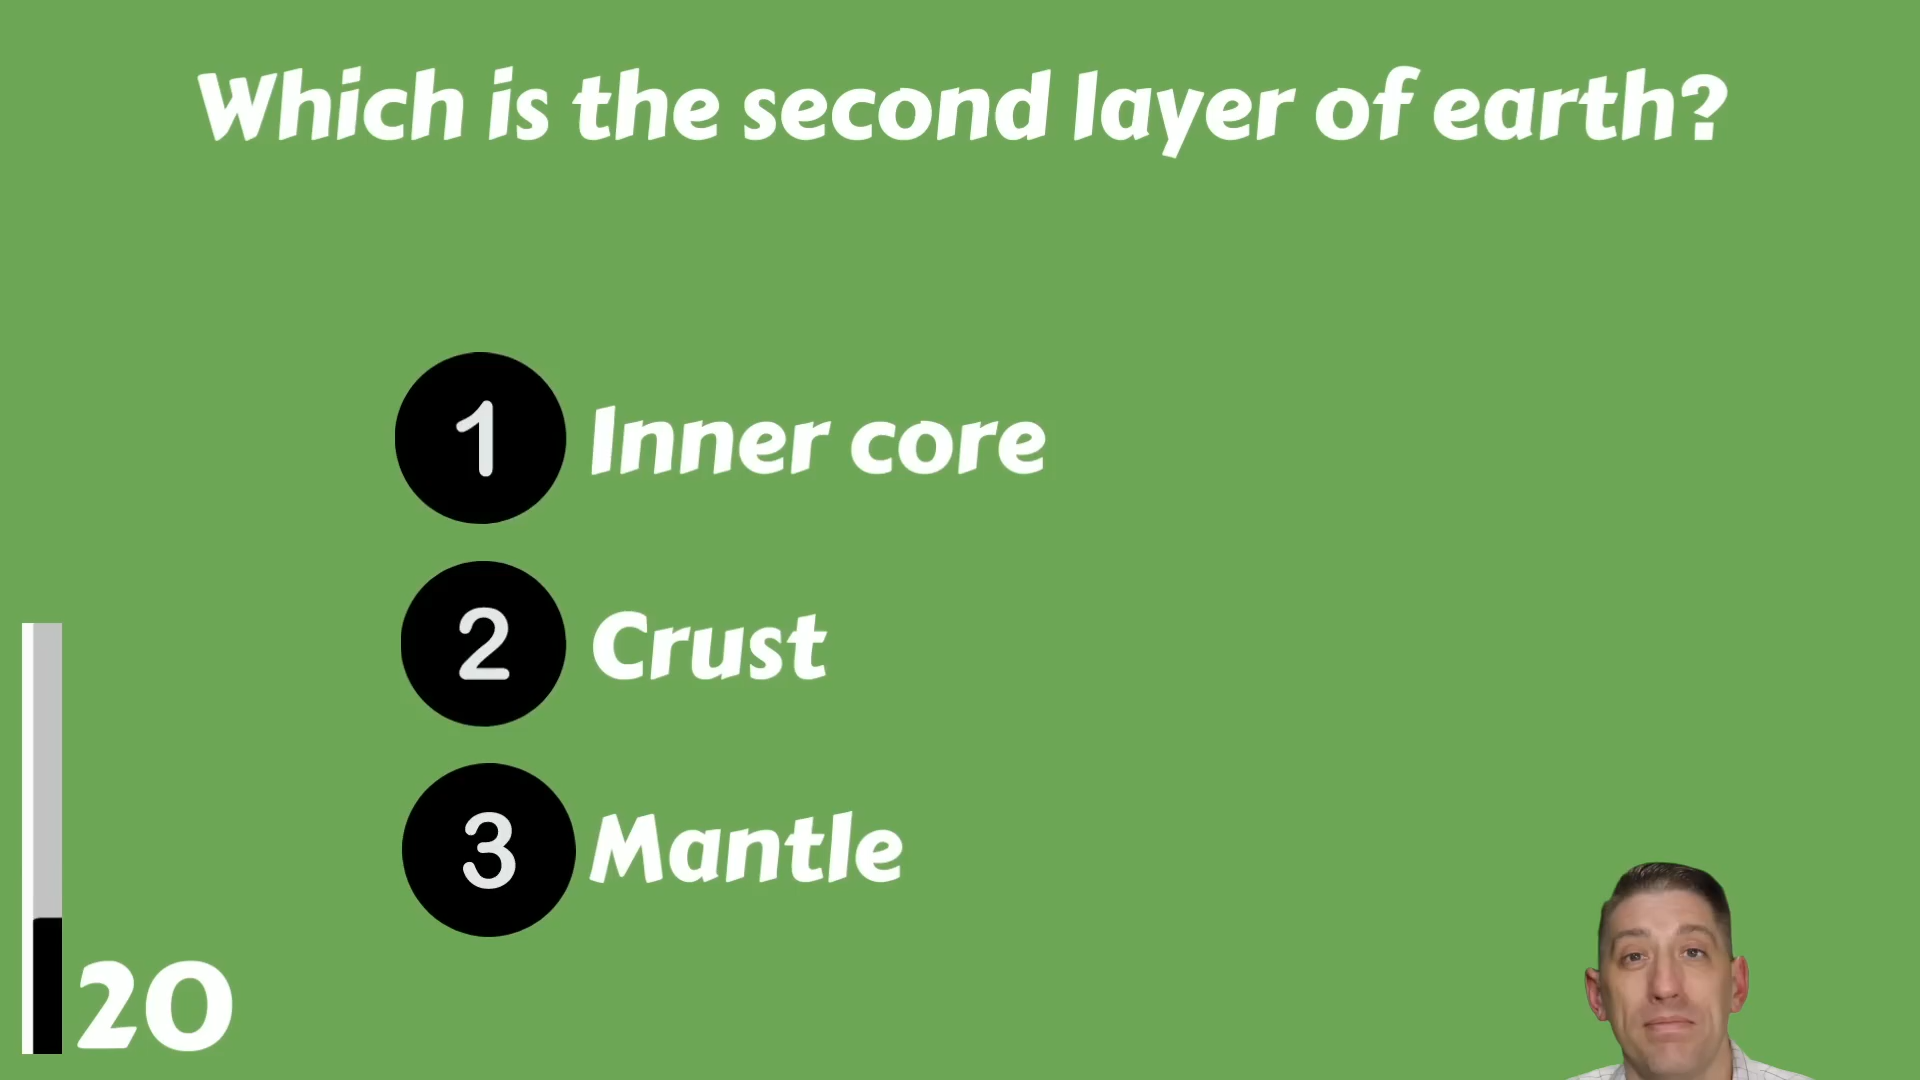 Which is the second layer of earth?
1 Inner core
2 Crust
3 Mantle
20